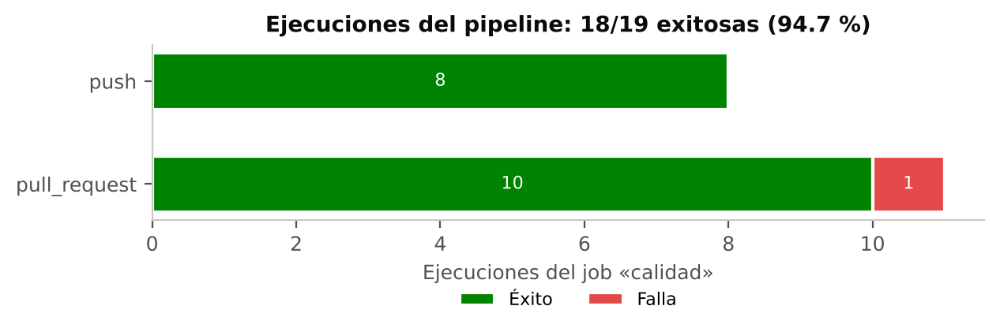 Ejecuciones del pipeline: 18/19 exitosas (94.7 %)
push
8
pull_request
10
1
0 2 4 6 8 10
Ejecuciones del job «calidad»
Éxito Falla